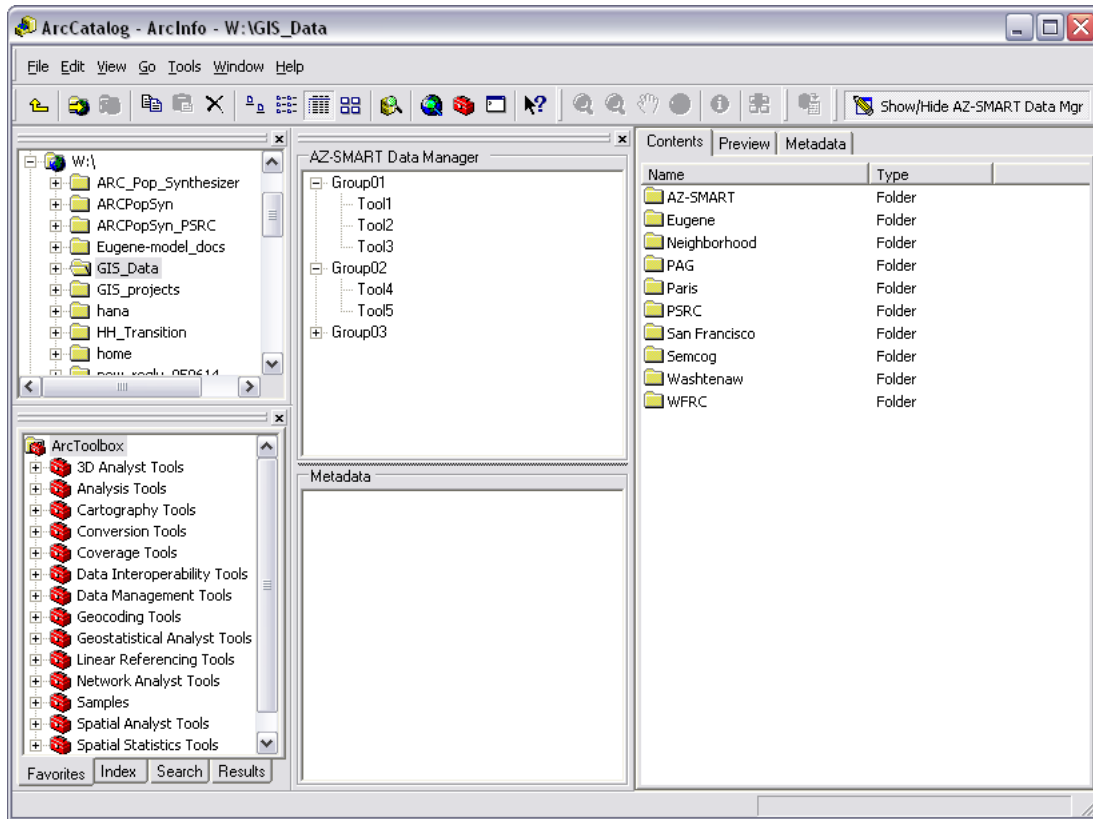 ArcCatalog - ArcInfo - W:\GIS_Data
File Edit View Go Tools Window Help
Show/Hide AZ-SMART Data Mgr
W:\
ARC_Pop_Synthesizer
ARCPopSyn
ARCPopSyn_PSRC
Eugene-model_docs
GIS_Data
GIS_projects
hana
HH_Transition
home
ArcToolbox
3D Analyst Tools
Analysis Tools
Cartography Tools
Conversion Tools
Coverage Tools
Data Interoperability Tools
Data Management Tools
Geocoding Tools
Geostatistical Analyst Tools
Linear Referencing Tools
Network Analyst Tools
Samples
Spatial Analyst Tools
Spatial Statistics Tools
Favorites Index Search Results
AZ-SMART Data Manager
Group01
Tool1
Tool2
Tool3
Group02
Tool4
Tool5
Group03
Metadata
Contents Preview Metadata
Name Type
AZ-SMART Folder
Eugene Folder
Neighborhood Folder
PAG Folder
Paris Folder
PSRC Folder
San Francisco Folder
Semcog Folder
Washtenaw Folder
WFRC Folder